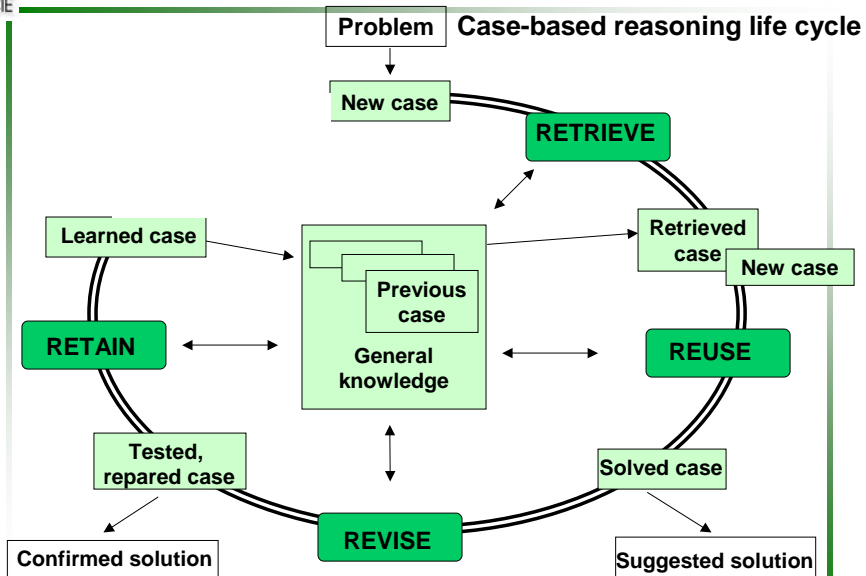 Problem
Case-based reasoning life cycle
New case
RETRIEVE
Learned case
Retrieved
case
New case
Previous
case
RETAIN
General
knowledge
REUSE
Tested,
repared case
Solved case
REVISE
Confirmed solution
Suggested solution